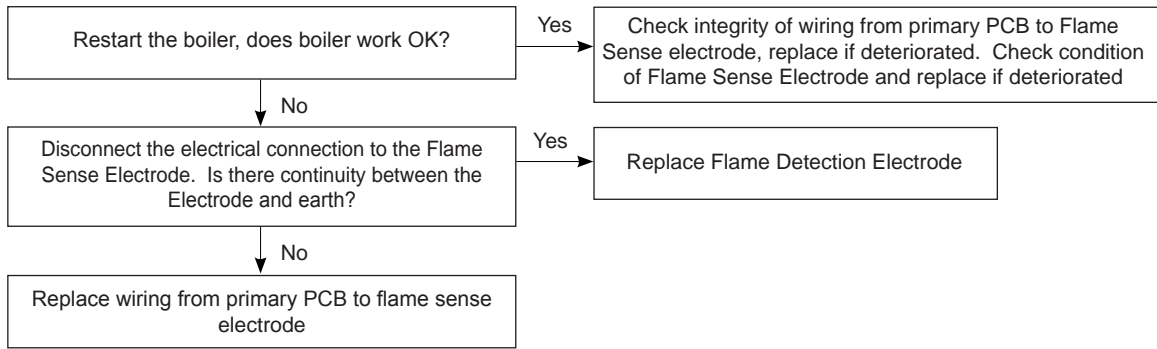 Restart the boiler, does boiler work OK?
Yes
Check integrity of wiring from primary PCB to Flame
Sense electrode, replace if deteriorated. Check condition
of Flame Sense Electrode and replace if deteriorated
No
Disconnect the electrical connection to the Flame
Sense Electrode. Is there continuity between the
Electrode and earth?
Yes
Replace Flame Detection Electrode
No
Replace wiring from primary PCB to flame sense
electrode